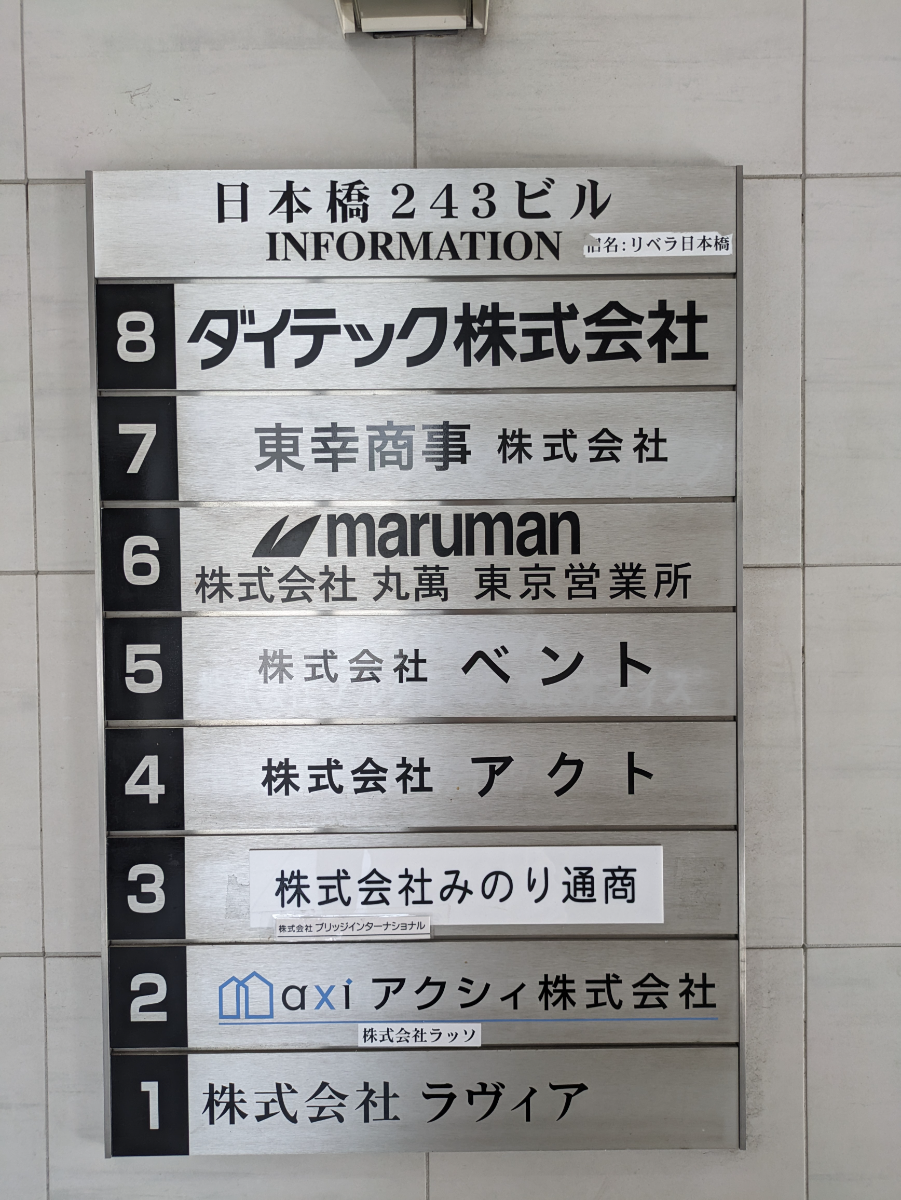 日本橋243ビル
INFORMATION
旧名:リベラ日本橋
8 ダイテック株式会社
7 東幸商事 株式会社
6 maruman
株式会社 丸萬 東京営業所
5 株式会社 ベント
4 株式会社 アクト
3 株式会社みのり通商
株式会社 ブリッジインターナショナル
2 axi アクシィ株式会社
株式会社ラッソ
1 株式会社 ラヴィア